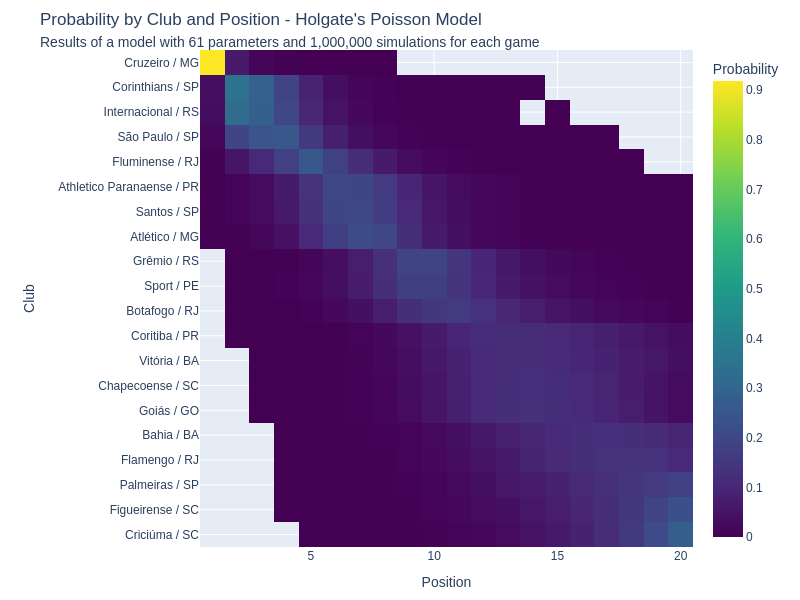 Probability by Club and Position - Holgate's Poisson Model
Results of a model with 61 parameters and 1,000,000 simulations for each game
Probability
Club
Cruzeiro / MG
Corinthians / SP
Internacional / RS
São Paulo / SP
Fluminense / RJ
Athletico Paranaense / PR
Santos / SP
Atlético / MG
Grêmio / RS
Sport / PE
Botafogo / RJ
Coritiba / PR
Vitória / BA
Chapecoense / SC
Goiás / GO
Bahia / BA
Flamengo / RJ
Palmeiras / SP
Figueirense / SC
Criciúma / SC
0.9
0.8
0.7
0.6
0.5
0.4
0.3
0.2
0.1
0
5 10 15 20
Position